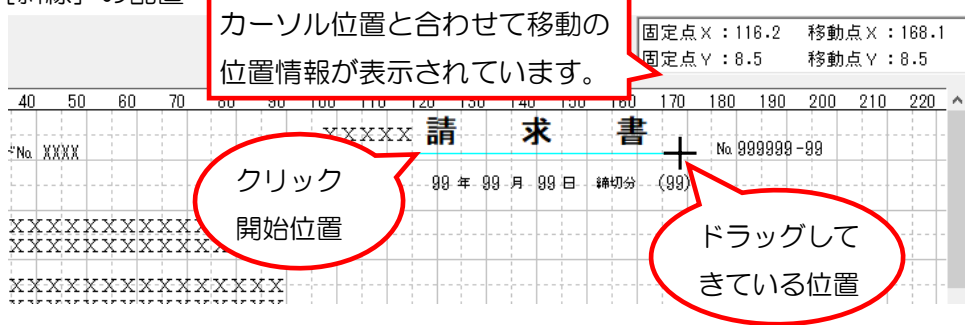 の配置
カーソル位置と合わせて移動の
位置情報が表示されています。
固定点X：116.2 移動点X：168.1
固定点Y：8.5 移動点Y：8.5
40 50 60 70 80 90 100 110 120 130 140 150 160 170 180 190 200 210 220
XXXXX 請 求 書
No. XXXX
No. 999999-99
99 年 99 月 99 日 締切分 (99)
クリック
開始位置
ドラッグして
きている位置